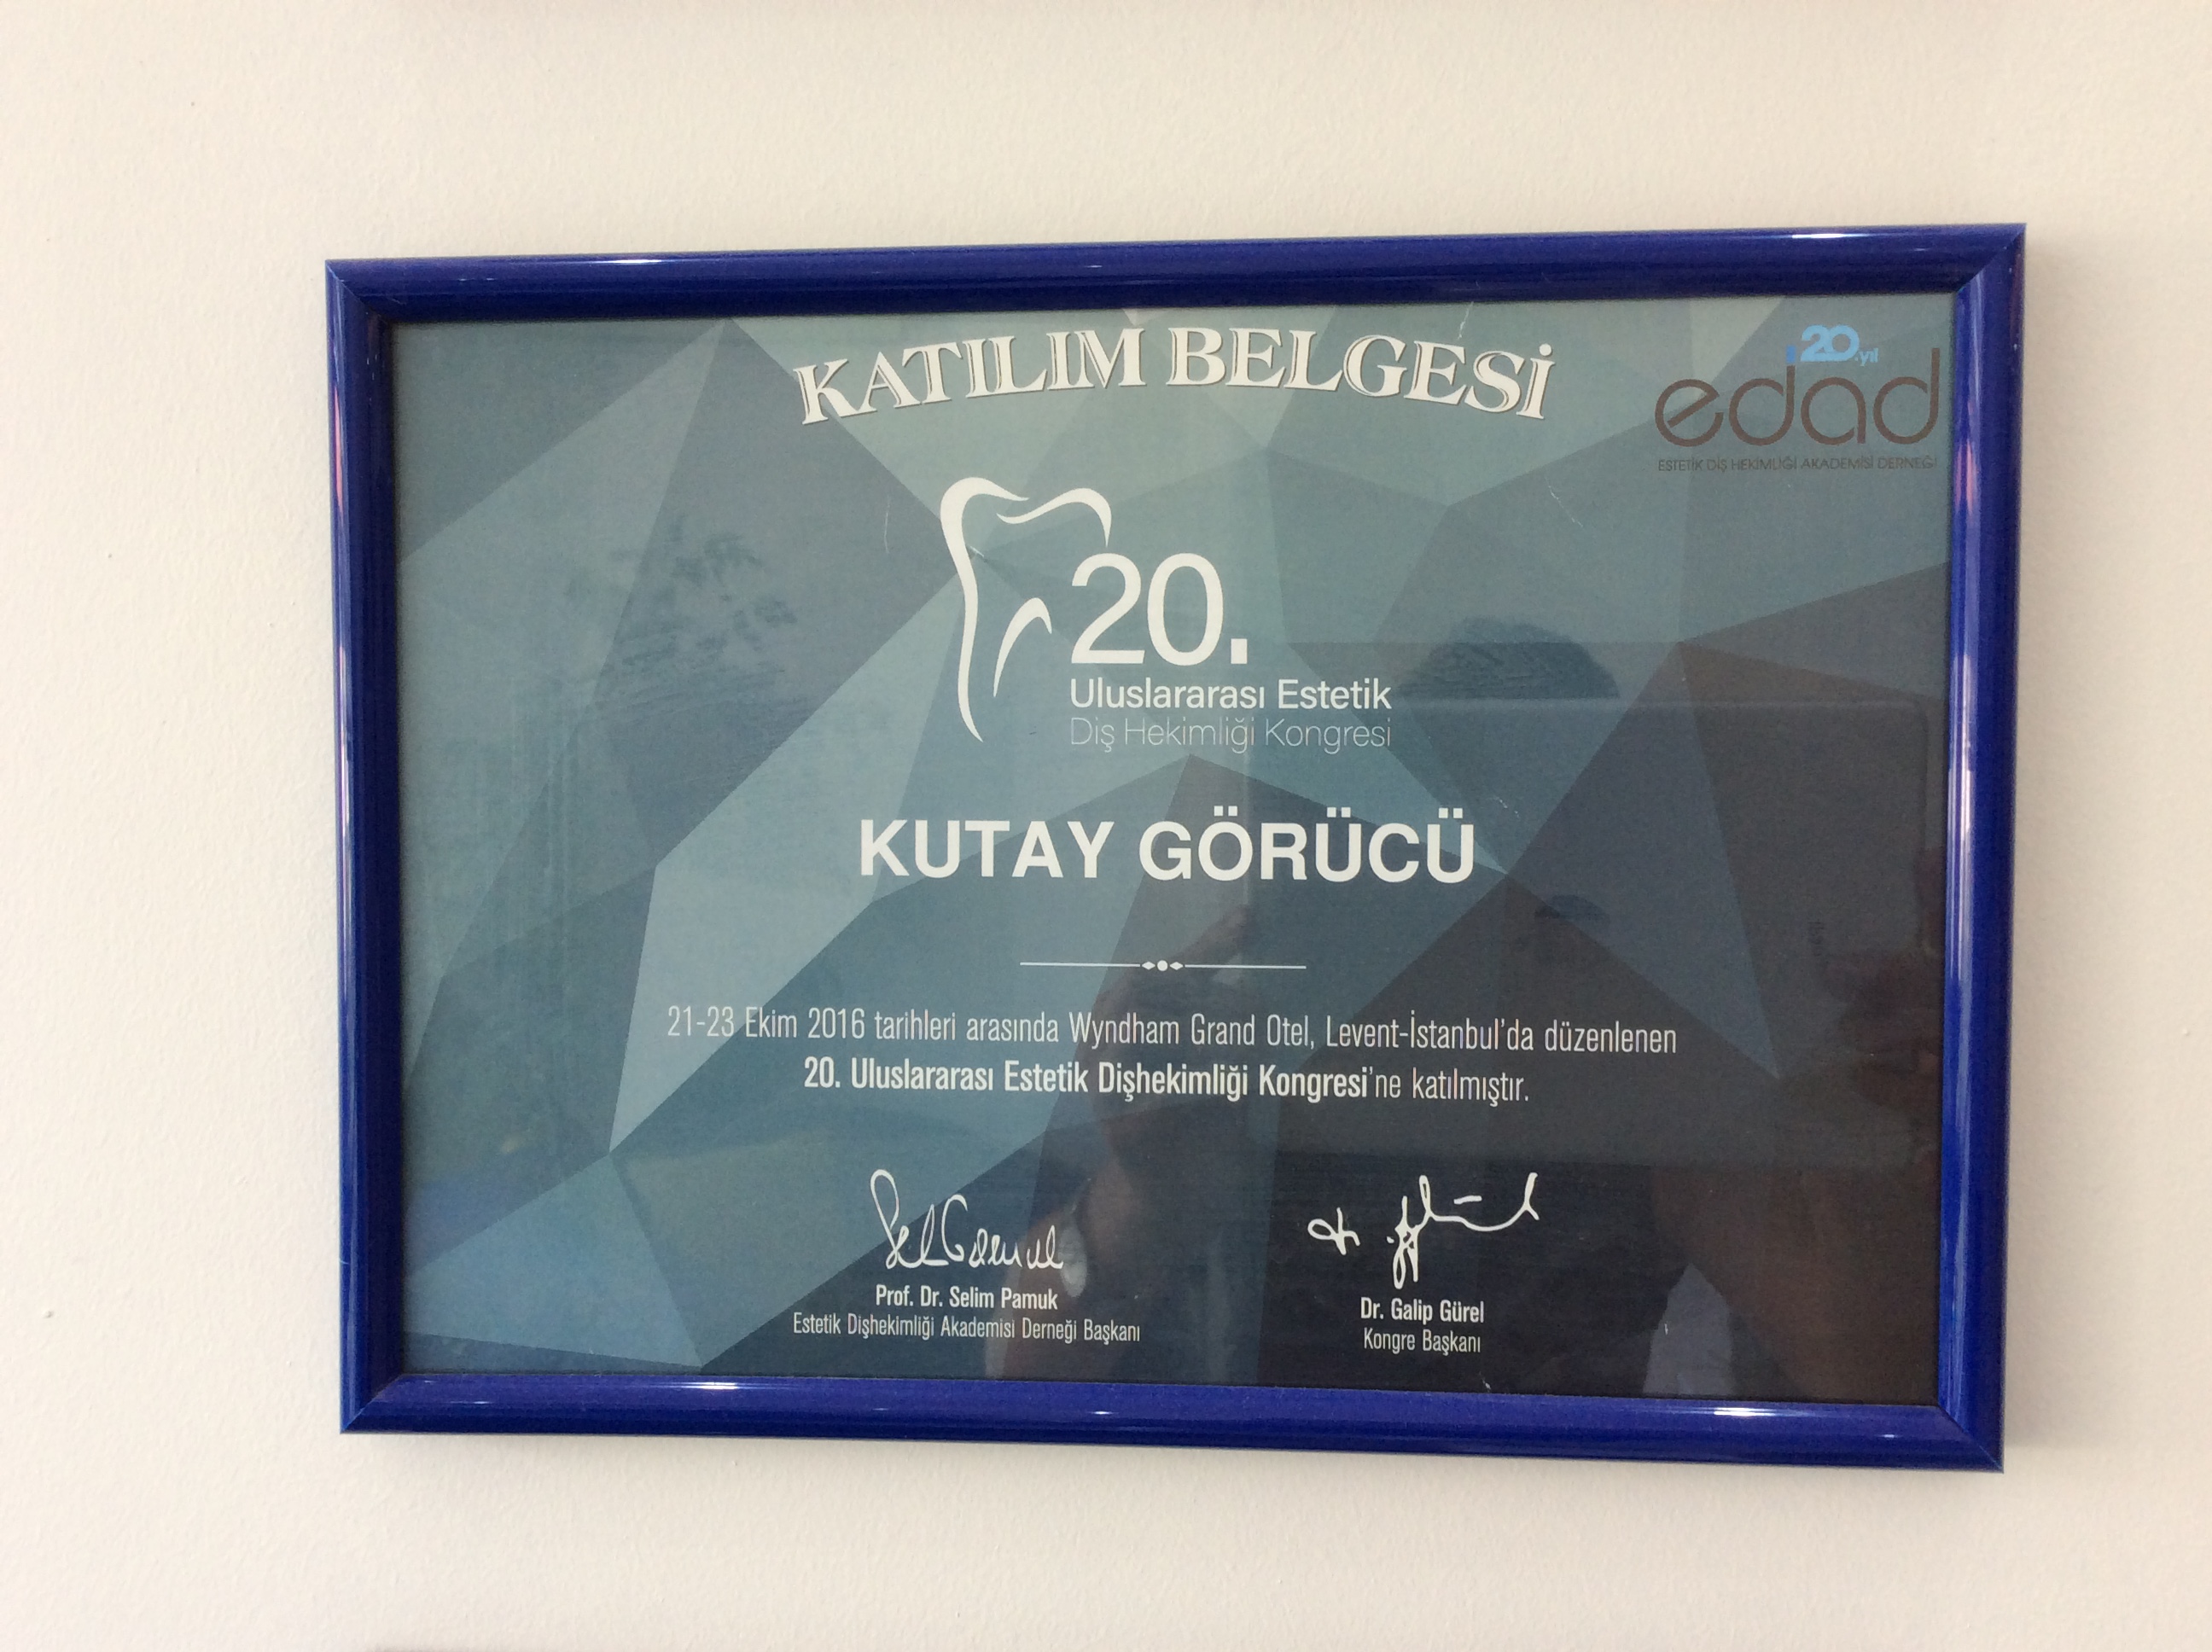 KATILIM BELGESİ
20.yıl
edad
ESTETİK DİŞ HEKİMLİĞİ AKADEMİSİ DERNEĞİ
20.
Uluslararası Estetik
Diş Hekimliği Kongresi
KUTAY GÖRÜCÜ
21-23 Ekim 2016 tarihleri arasında Wyndham Grand Otel, Levent-İstanbul'da düzenlenen
20. Uluslararası Estetik Dişhekimliği Kongresi'ne katılmıştır.
Prof. Dr. Selim Pamuk
Estetik Dişhekimliği Akademisi Derneği Başkanı
Dr. Galip Gürel
Kongre Başkanı